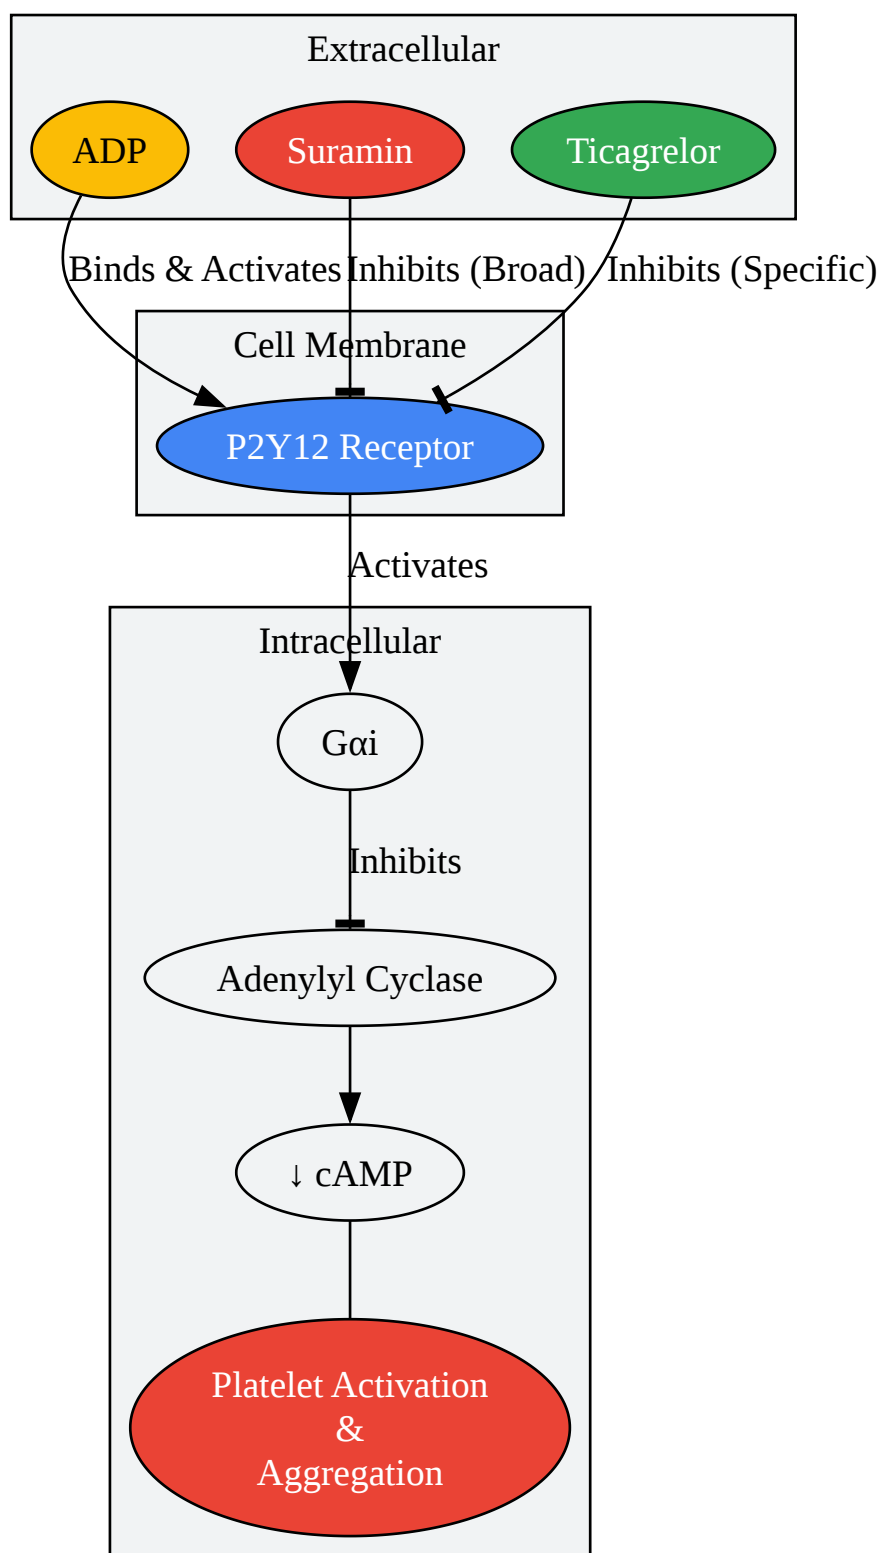 Extracellular
ADP
Suramin
Ticagrelor
Binds & Activates
Inhibits (Broad)
Inhibits (Specific)
Cell Membrane
P2Y12 Receptor
Activates
Intracellular
Gαi
Inhibits
Adenylyl Cyclase
↓ cAMP
Platelet Activation
&
Aggregation